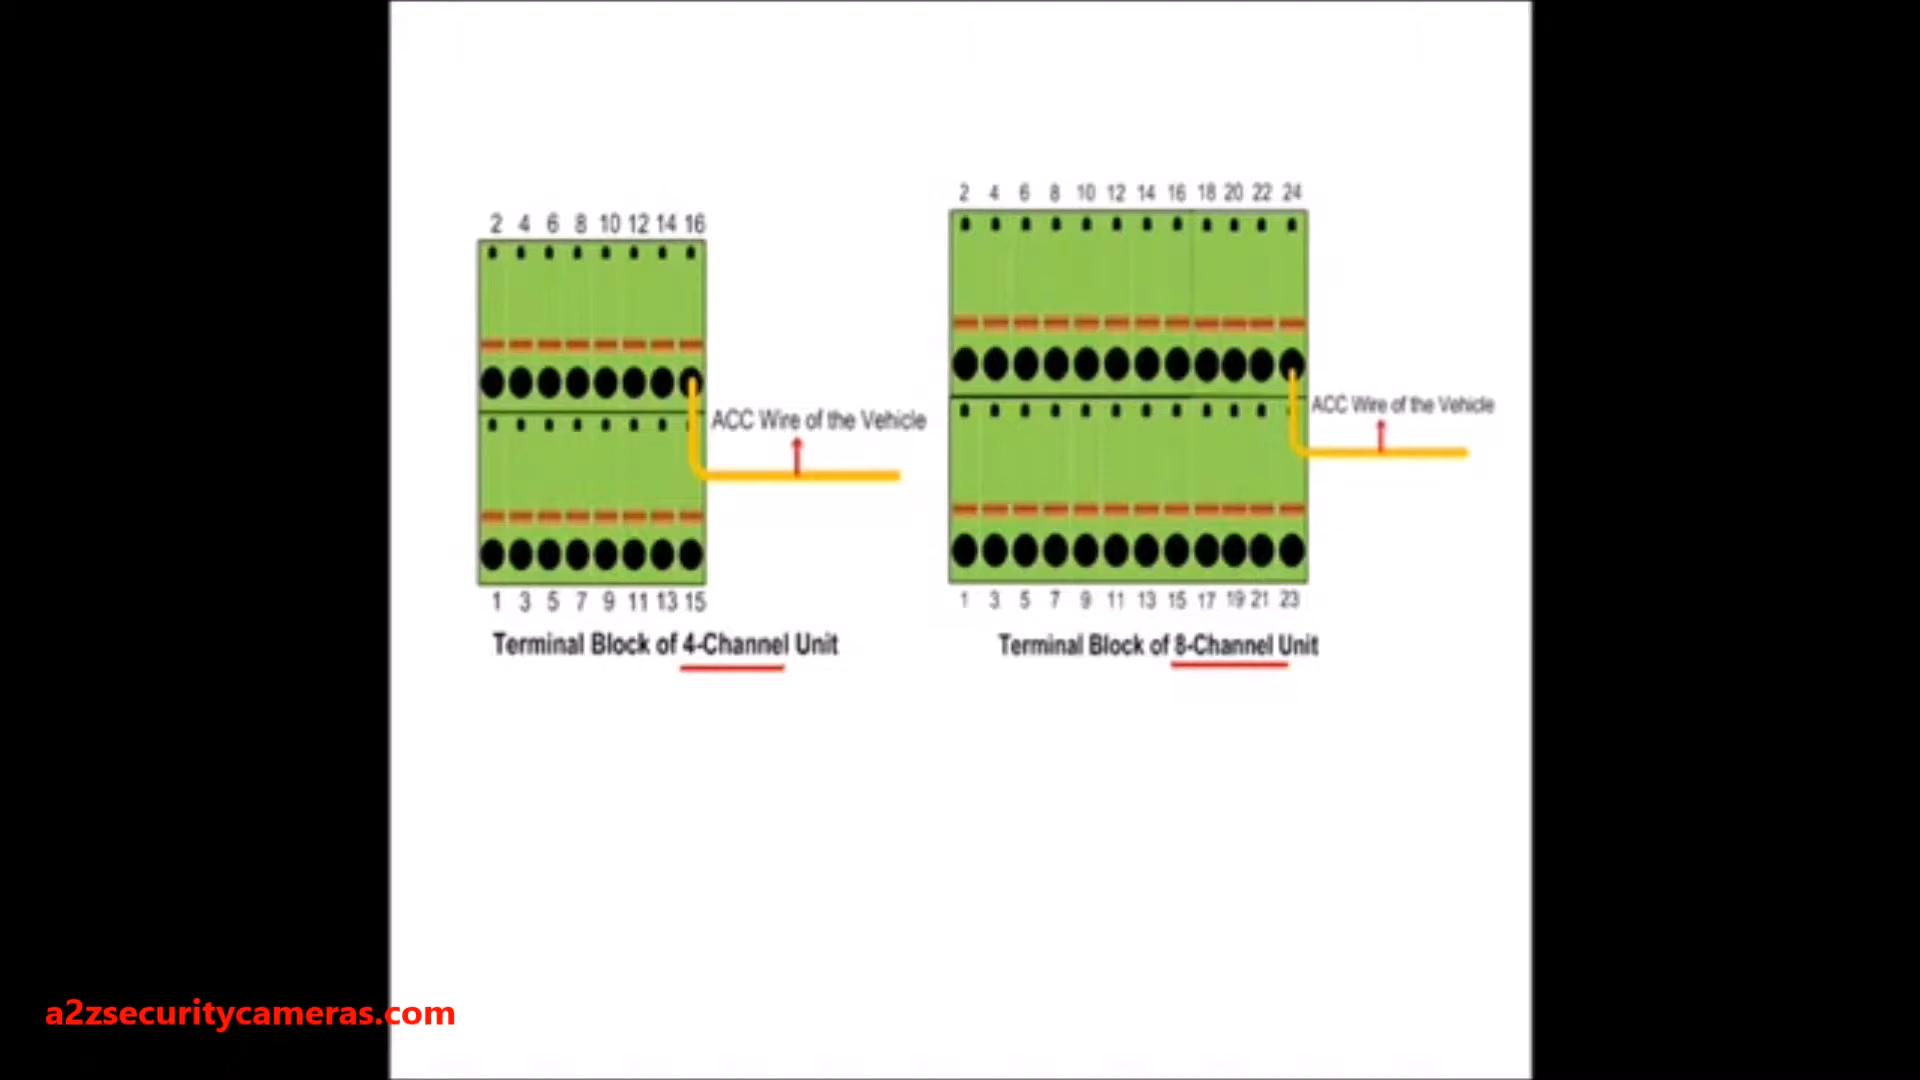 2 4 6 8 10 12 14 16
ACC Wire of the Vehicle
1 3 5 7 9 11 13 15
Terminal Block of 4-Channel Unit
2 4 6 8 10 12 14 16 18 20 22 24
ACC Wire of the Vehicle
1 3 5 7 9 11 13 15 17 19 21 23
Terminal Block of 8-Channel Unit
a2zsecuritycameras.com